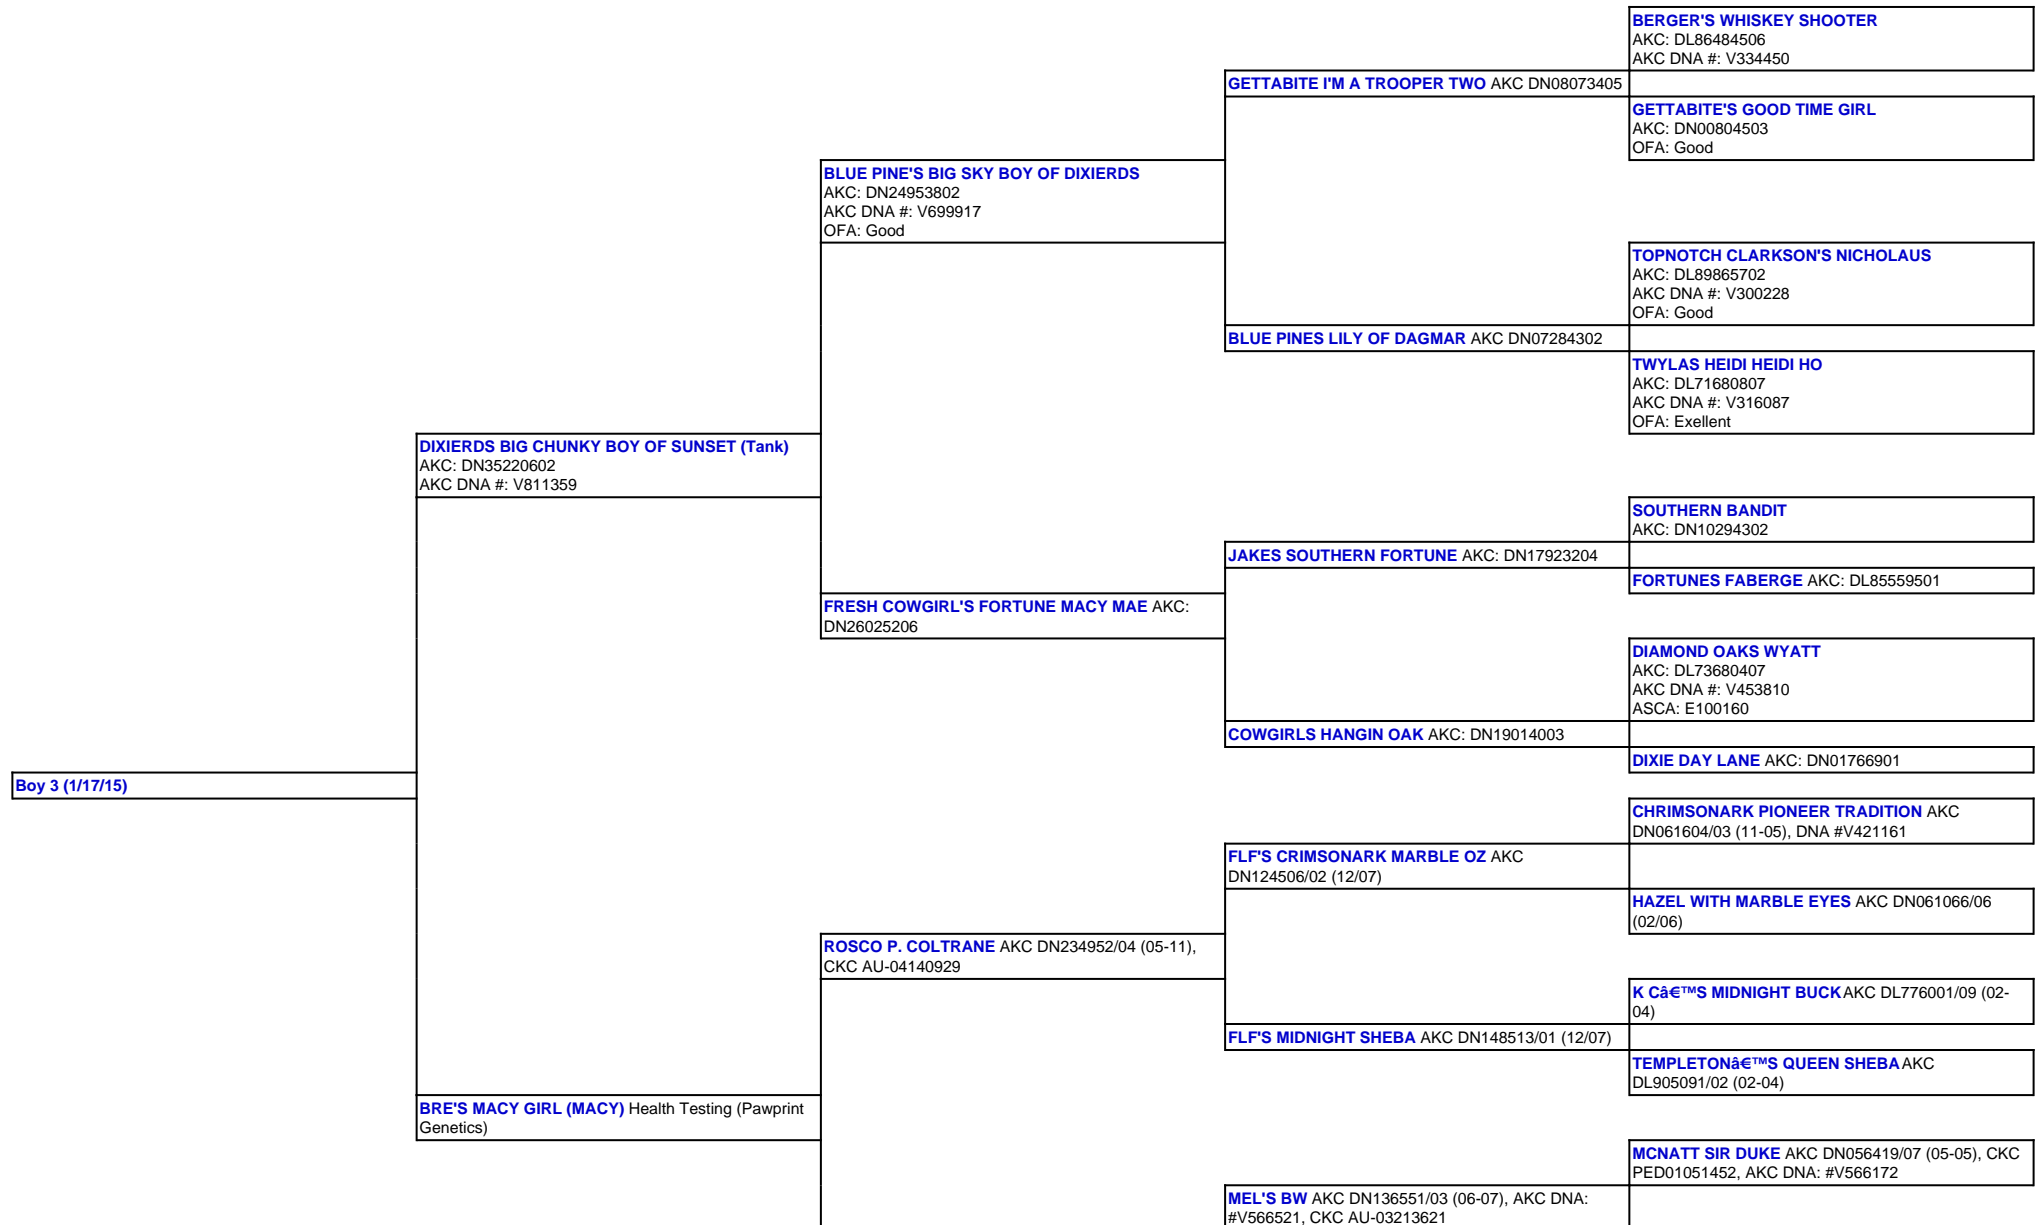 BERGER'S WHISKEY SHOOTER
AKC: DL86484506
AKC DNA #: V334450
GETTABITE I'M A TROOPER TWO AKC DN08073405
GETTABITE'S GOOD TIME GIRL
AKC: DN00804503
OFA: Good
BLUE PINE'S BIG SKY BOY OF DIXIERDS
AKC: DN24953802
AKC DNA #: V699917
OFA: Good
TOPNOTCH CLARKSON'S NICHOLAUS
AKC: DL89865702
AKC DNA #: V300228
OFA: Good
BLUE PINES LILY OF DAGMAR AKC DN07284302
TWYLAS HEIDI HEIDI HO
AKC: DL71680807
AKC DNA #: V316087
OFA: Exellent
DIXIERDS BIG CHUNKY BOY OF SUNSET (Tank)
AKC: DN35220602
AKC DNA #: V811359
SOUTHERN BANDIT
AKC: DN10294302
JAKES SOUTHERN FORTUNE AKC: DN17923204
FORTUNES FABERGE AKC: DL85559501
FRESH COWGIRL'S FORTUNE MACY MAE AKC:
DN26025206
DIAMOND OAKS WYATT
AKC: DL73680407
AKC DNA #: V453810
ASCA: E100160
COWGIRLS HANGIN OAK AKC: DN19014003
DIXIE DAY LANE AKC: DN01766901
Boy 3 (1/17/15)
CHRIMSONARK PIONEER TRADITION AKC
DN061604/03 (11-05), DNA #V421161
FLF'S CRIMSONARK MARBLE OZ AKC
DN124506/02 (12/07)
HAZEL WITH MARBLE EYES AKC DN061066/06
(02/06)
ROSCO P. COLTRANE AKC DN234952/04 (05-11),
CKC AU-04140929
K Câ€™S MIDNIGHT BUCK AKC DL776001/09 (02-
04)
FLF'S MIDNIGHT SHEBA AKC DN148513/01 (12/07)
TEMPLETONâ€™S QUEEN SHEBA AKC
DL905091/02 (02-04)
BRE'S MACY GIRL (MACY) Health Testing (Pawprint
Genetics)
MCNATT SIR DUKE AKC DN056419/07 (05-05), CKC
PED01051452, AKC DNA: #V566172
MEL'S BW AKC DN136551/03 (06-07), AKC DNA:
#V566521, CKC AU-03213621